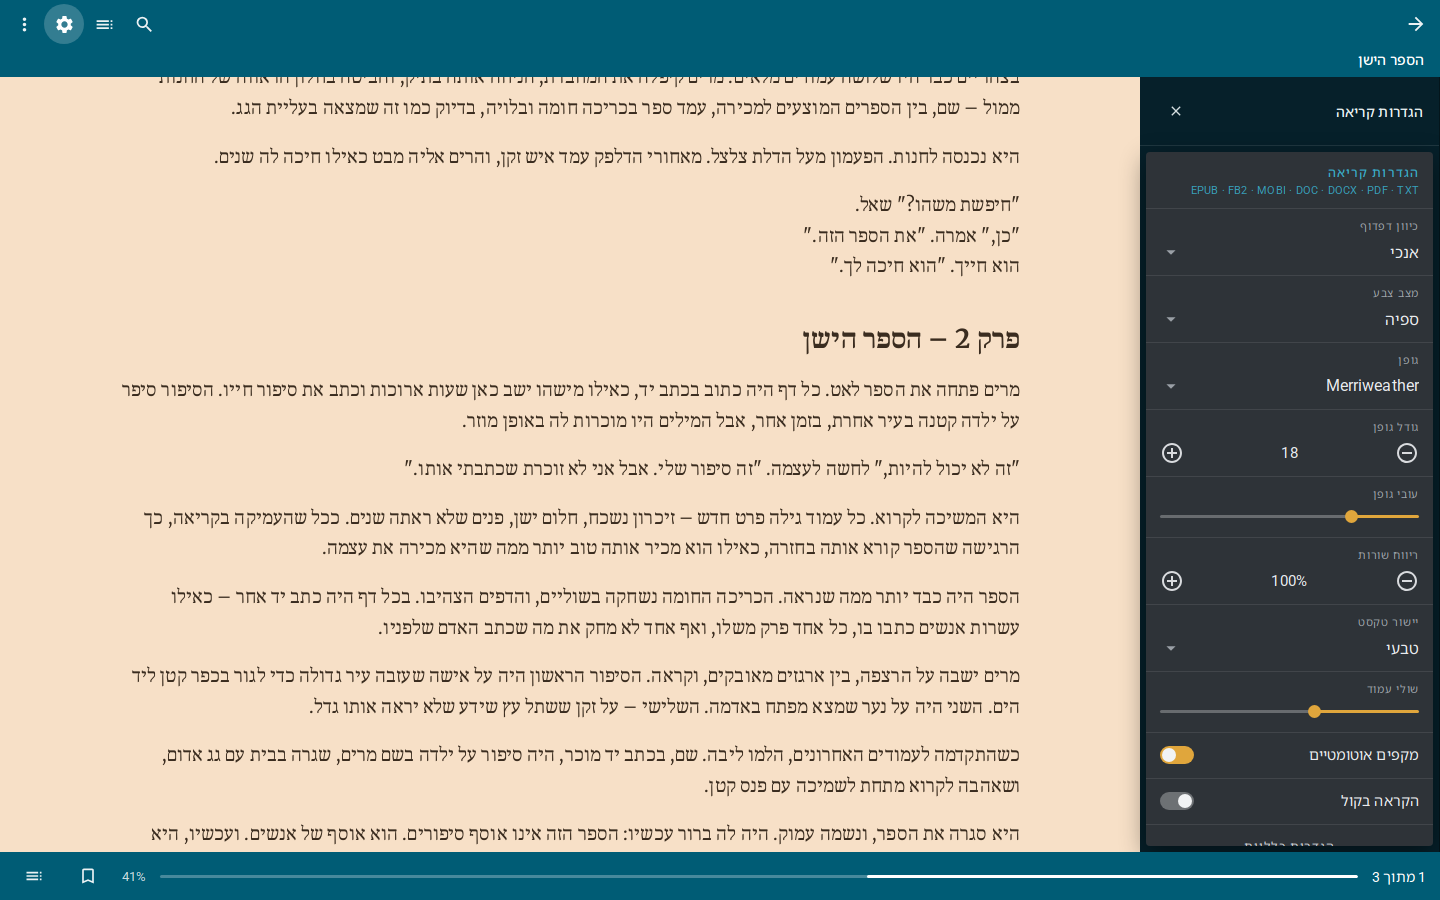 הספר הישן
הגדרות קריאה
הגדרות קריאה
EPUB · FB2 · MOBI · DOC · DOCX · PDF · TXT
כיוון דפדוף
אנכי
מצב צבע
ספיה
גופן
Merriweather
גודל גופן
18
עובי גופן
ריווח שורות
100%
יישור טקסט
טבעי
שולי עמוד
מקפים אוטומטיים
הקראה בקול
הגדרות כלליות
ממול – שם, בין הספרים המוצעים למכירה, עמד ספר בכריכה חומה ובלויה, בדיוק כמו זה שמצאה בעליית הגג.
היא נכנסה לחנות. הפעמון מעל הדלת צלצל. מאחורי הדלפק עמד איש זקן, והרים אליה מבט כאילו חיכה לה שנים.
"חיפשת משהו?" שאל.
"כן," אמרה. "את הספר הזה."
הוא חייך. "הוא חיכה לך."
פרק 2 – הספר הישן
מרים פתחה את הספר לאט. כל דף היה כתוב בכתב יד, כאילו מישהו ישב כאן שעות ארוכות וכתב את סיפור חייו. הסיפור סיפר
על ילדה קטנה בעיר אחרת, בזמן אחר, אבל המילים היו מוכרות לה באופן מוזר.
"זה לא יכול להיות," לחשה לעצמה. "זה סיפור שלי. אבל אני לא זוכרת שכתבתי אותו."
היא המשיכה לקרוא. כל עמוד גילה פרט חדש – זיכרון נשכח, חלום ישן, פנים שלא ראתה שנים. ככל שהעמיקה בקריאה, כך
הרגישה שהספר קורא אותה בחזרה, כאילו הוא מכיר אותה טוב יותר ממה שהיא מכירה את עצמה.
הספר היה כבד יותר ממה שנראה. הכריכה החומה נשחקה בשוליים, והדפים הצהיבו. בכל דף היה כתב יד אחר – כאילו
עשרות אנשים כתבו בו, כל אחד פרק משלו, ואף אחד לא מחק את מה שכתב האדם שלפניו.
מרים ישבה על הרצפה, בין ארגזים מאובקים, וקראה. הסיפור הראשון היה על אישה שעזבה עיר גדולה כדי לגור בכפר קטן ליד
הים. השני היה על נער שמצא מפתח באדמה. השלישי – על זקן ששתל עץ שידע שלא יראה אותו גדל.
כשהתקדמה לעמודים האחרונים, הלמו ליבה. שם, בכתב יד מוכר, היה סיפור על ילדה בשם מרים, שגרה בבית עם גג אדום,
ושאהבה לקרוא מתחת לשמיכה עם פנס קטן.
היא סגרה את הספר, ונשמה עמוק. היה לה ברור עכשיו: הספר הזה אינו אוסף סיפורים. הוא אוסף של אנשים. ועכשיו, היא
1 מתוך 3
41%